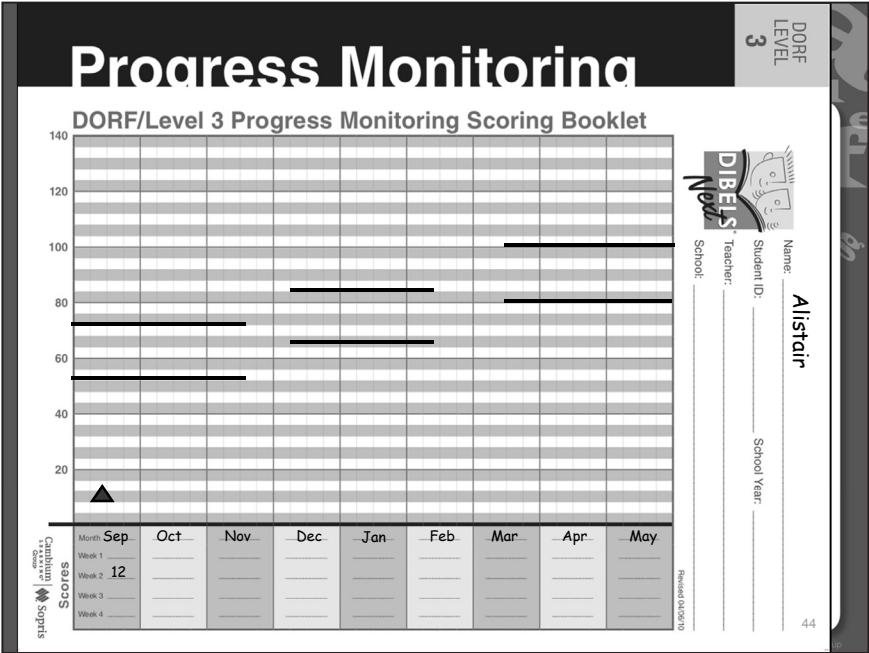 Progress Monitoring
DORF
LEVEL
3
DORF/Level 3 Progress Monitoring Scoring Booklet
140
120
100
80
60
40
20
DIBELS®
Next
Name: Alistair
Student ID:
School Year:
Teacher:
School:
Month Sep Oct Nov Dec Jan Feb Mar Apr May
Week 1
Week 2 12
Week 3
Week 4
Scores
Cambium
LEARNING®
Group
Sopris
Revised 04/06/10
44
up